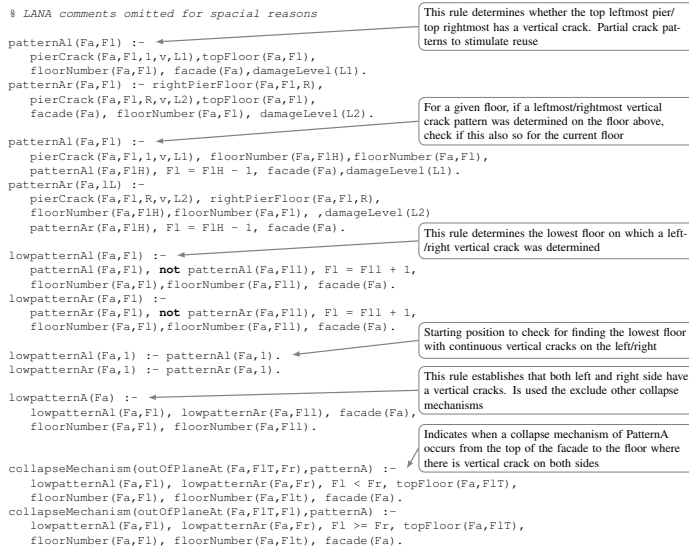 % LANA comments omitted for spacial reasons
This rule determines whether the top leftmost pier/
top rightmost has a vertical crack. Partial crack pat-
terns to stimulate reuse
patternAl(Fa,Fl) :-
pierCrack(Fa,Fl,1,v,L1),topFloor(Fa,Fl),
floorNumber(Fa,Fl), facade(Fa),damageLevel(L1).
patternAr(Fa,Fl) :- rightPierFloor(Fa,Fl,R),
pierCrack(Fa,Fl,R,v,L2),topFloor(Fa,Fl),
facade(Fa), floorNumber(Fa,Fl), damageLevel(L2).
For a given floor, if a leftmost/rightmost vertical
crack pattern was determined on the floor above,
check if this also so for the current floor
patternAl(Fa,Fl) :-
pierCrack(Fa,Fl,1,v,L1), floorNumber(Fa,FlH),floorNumber(Fa,Fl),
patternAl(Fa,FlH), Fl = FlH - 1, facade(Fa),damageLevel(L1).
patternAr(Fa,lL) :-
pierCrack(Fa,Fl,R,v,L2), rightPierFloor(Fa,Fl,R),
floorNumber(Fa,FlH),floorNumber(Fa,Fl), ,damageLevel(L2)
patternAr(Fa,FlH), Fl = FlH - 1, facade(Fa).
This rule determines the lowest floor on which a left-
/right vertical crack was determined
lowpatternAl(Fa,Fl) :-
patternAl(Fa,Fl), not patternAl(Fa,Fll), Fl = Fll + 1,
floorNumber(Fa,Fl),floorNumber(Fa,Fll), facade(Fa).
lowpatternAr(Fa,Fl) :-
patternAr(Fa,Fl), not patternAr(Fa,Fll), Fl = Fll + 1,
floorNumber(Fa,Fl),floorNumber(Fa,Fll), facade(Fa).
Starting position to check for finding the lowest floor
with continuous vertical cracks on the left/right
lowpatternAl(Fa,1) :- patternAl(Fa,1).
lowpatternAr(Fa,1) :- patternAr(Fa,1).
This rule establishes that both left and right side have
a vertical cracks. Is used the exclude other collapse
mechanisms
lowpatternA(Fa) :-
lowpatternAl(Fa,Fl), lowpatternAr(Fa,Fll), facade(Fa),
floorNumber(Fa,Fl), floorNumber(Fa,Fll).
Indicates when a collapse mechanism of PatternA
occurs from the top of the facade to the floor where
there is vertical crack on both sides
collapseMechanism(outOfPlaneAt(Fa,FlT,Fr),patternA) :-
lowpatternAl(Fa,Fl), lowpatternAr(Fa,Fr), Fl < Fr, topFloor(Fa,FlT),
floorNumber(Fa,Fl), floorNumber(Fa,Flt), facade(Fa).
collapseMechanism(outOfPlaneAt(Fa,FlT,Fl),patternA) :-
lowpatternAl(Fa,Fl), lowpatternAr(Fa,Fr), Fl >= Fr, topFloor(Fa,FlT),
floorNumber(Fa,Fl), floorNumber(Fa,Flt), facade(Fa).